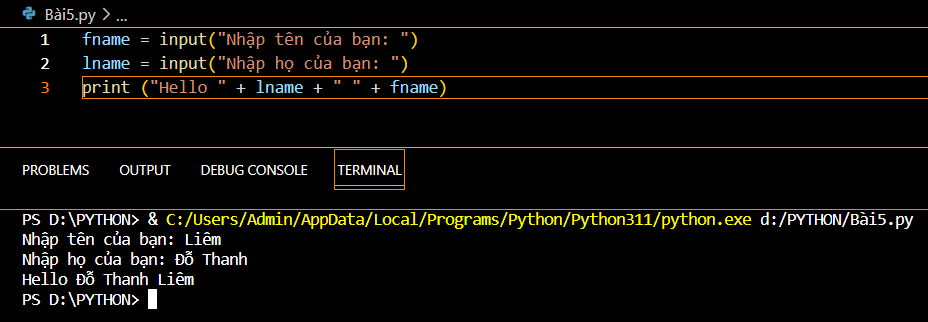 Bài5.py > ...
1 fname = input("Nhập tên của bạn: ")
2 lname = input("Nhập họ của bạn: ")
3 print ("Hello " + lname + " " + fname)
PROBLEMS OUTPUT DEBUG CONSOLE TERMINAL
PS D:\PYTHON> & C:/Users/Admin/AppData/Local/Programs/Python/Python311/python.exe d:/PYTHON/Bài5.py
Nhập tên của bạn: Liêm
Nhập họ của bạn: Đỗ Thanh
Hello Đỗ Thanh Liêm
PS D:\PYTHON>